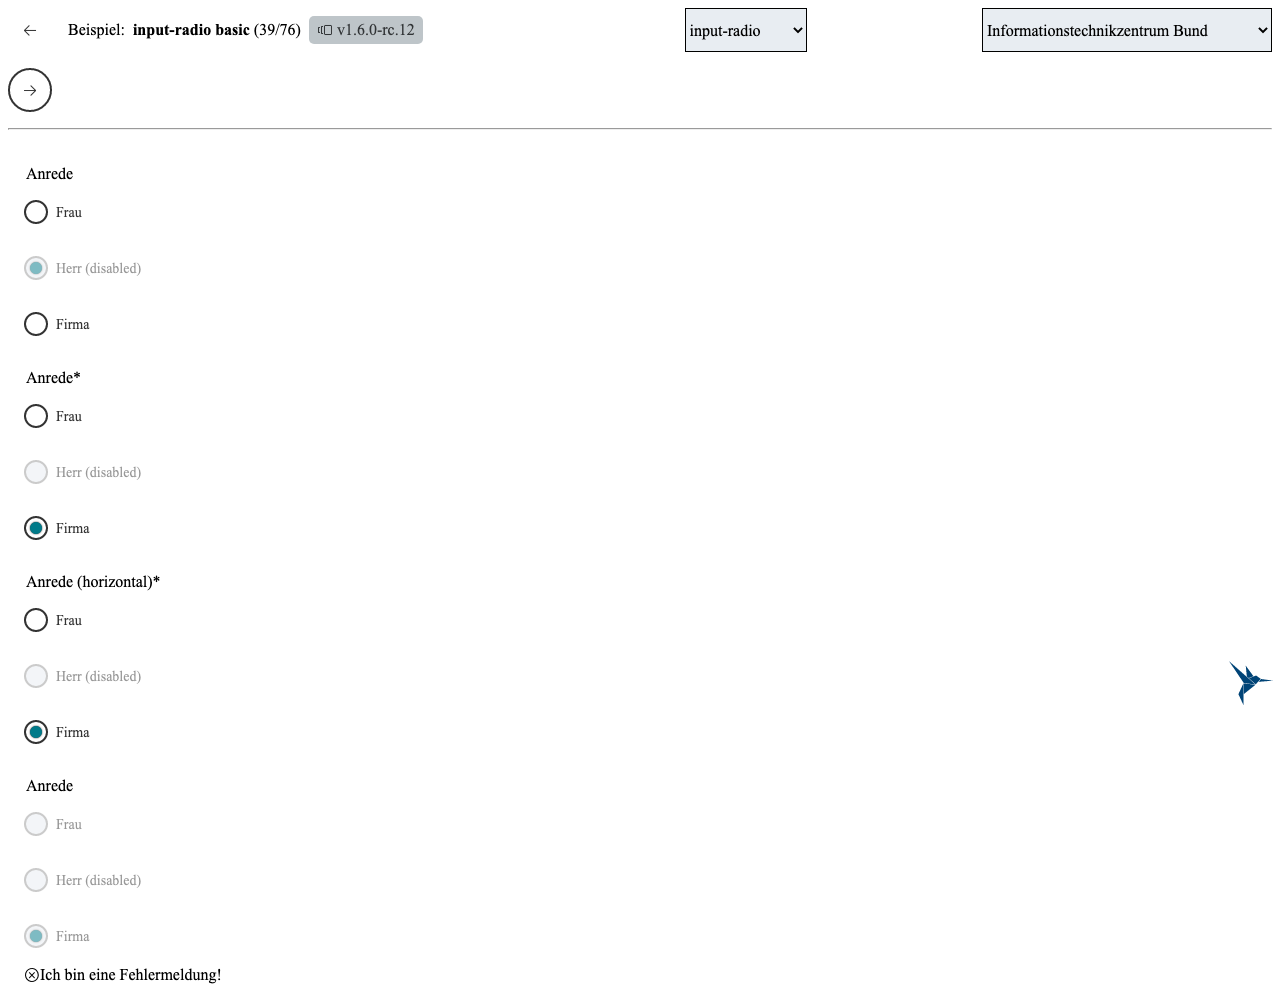 Beispiel: input-radio basic (39/76) v1.6.0-rc.12 input-radio Informationstechnikzentrum Bund
Anrede
Frau
Herr (disabled)
Firma
Anrede*
Frau
Herr (disabled)
Firma
Anrede (horizontal)*
Frau
Herr (disabled)
Firma
Anrede
Frau
Herr (disabled)
Firma
Ich bin eine Fehlermeldung!